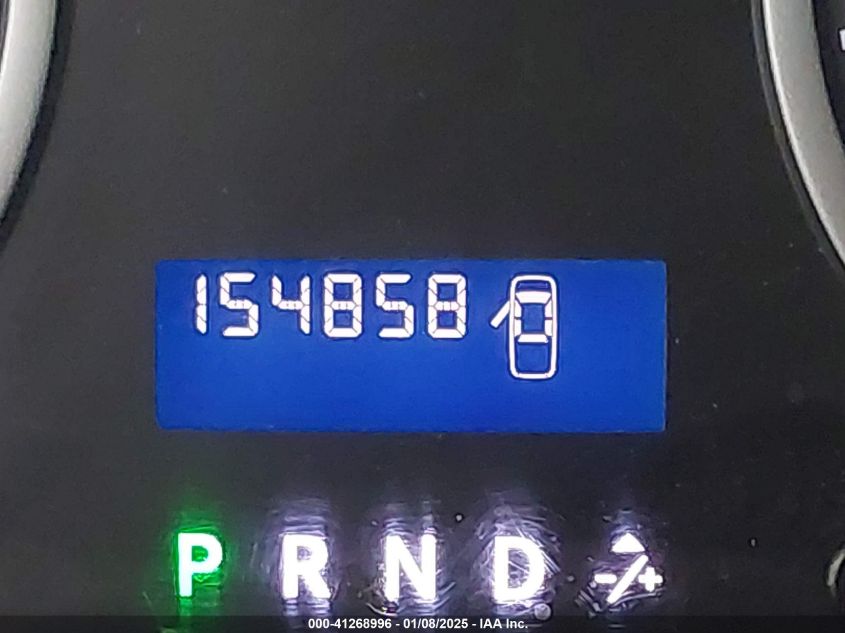 154858
P R N D -/+
000-41268996 - 01/08/2025 - IAA Inc.